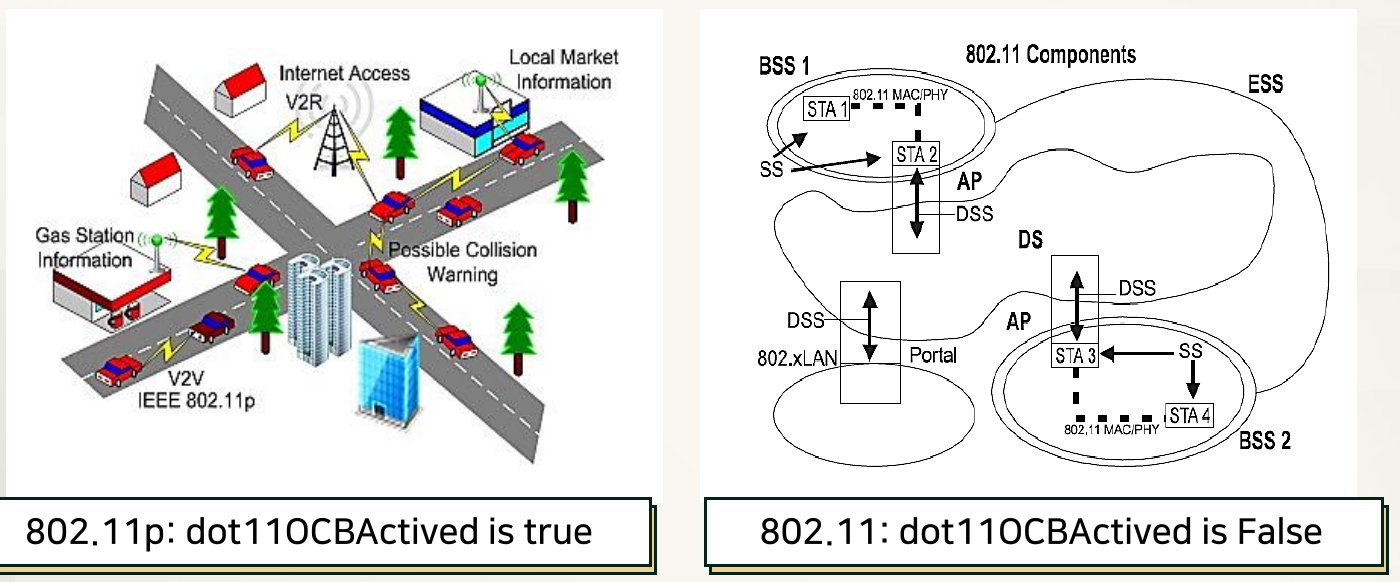 Internet Access
V2R
Local Market
Information
Gas Station
Information
Possible Collision
Warning
V2V
IEEE 802.11p
802.11p: dot11OCBActived is true
802.11 Components
BSS 1
ESS
STA 1
802.11 MAC/PHY
STA 2
SS
AP
DSS
DS
DSS
DSS
AP
802.xLAN
Portal
STA 3
SS
STA 4
802,11 MAC/PHY
BSS 2
802.11: dot11OCBActived is False